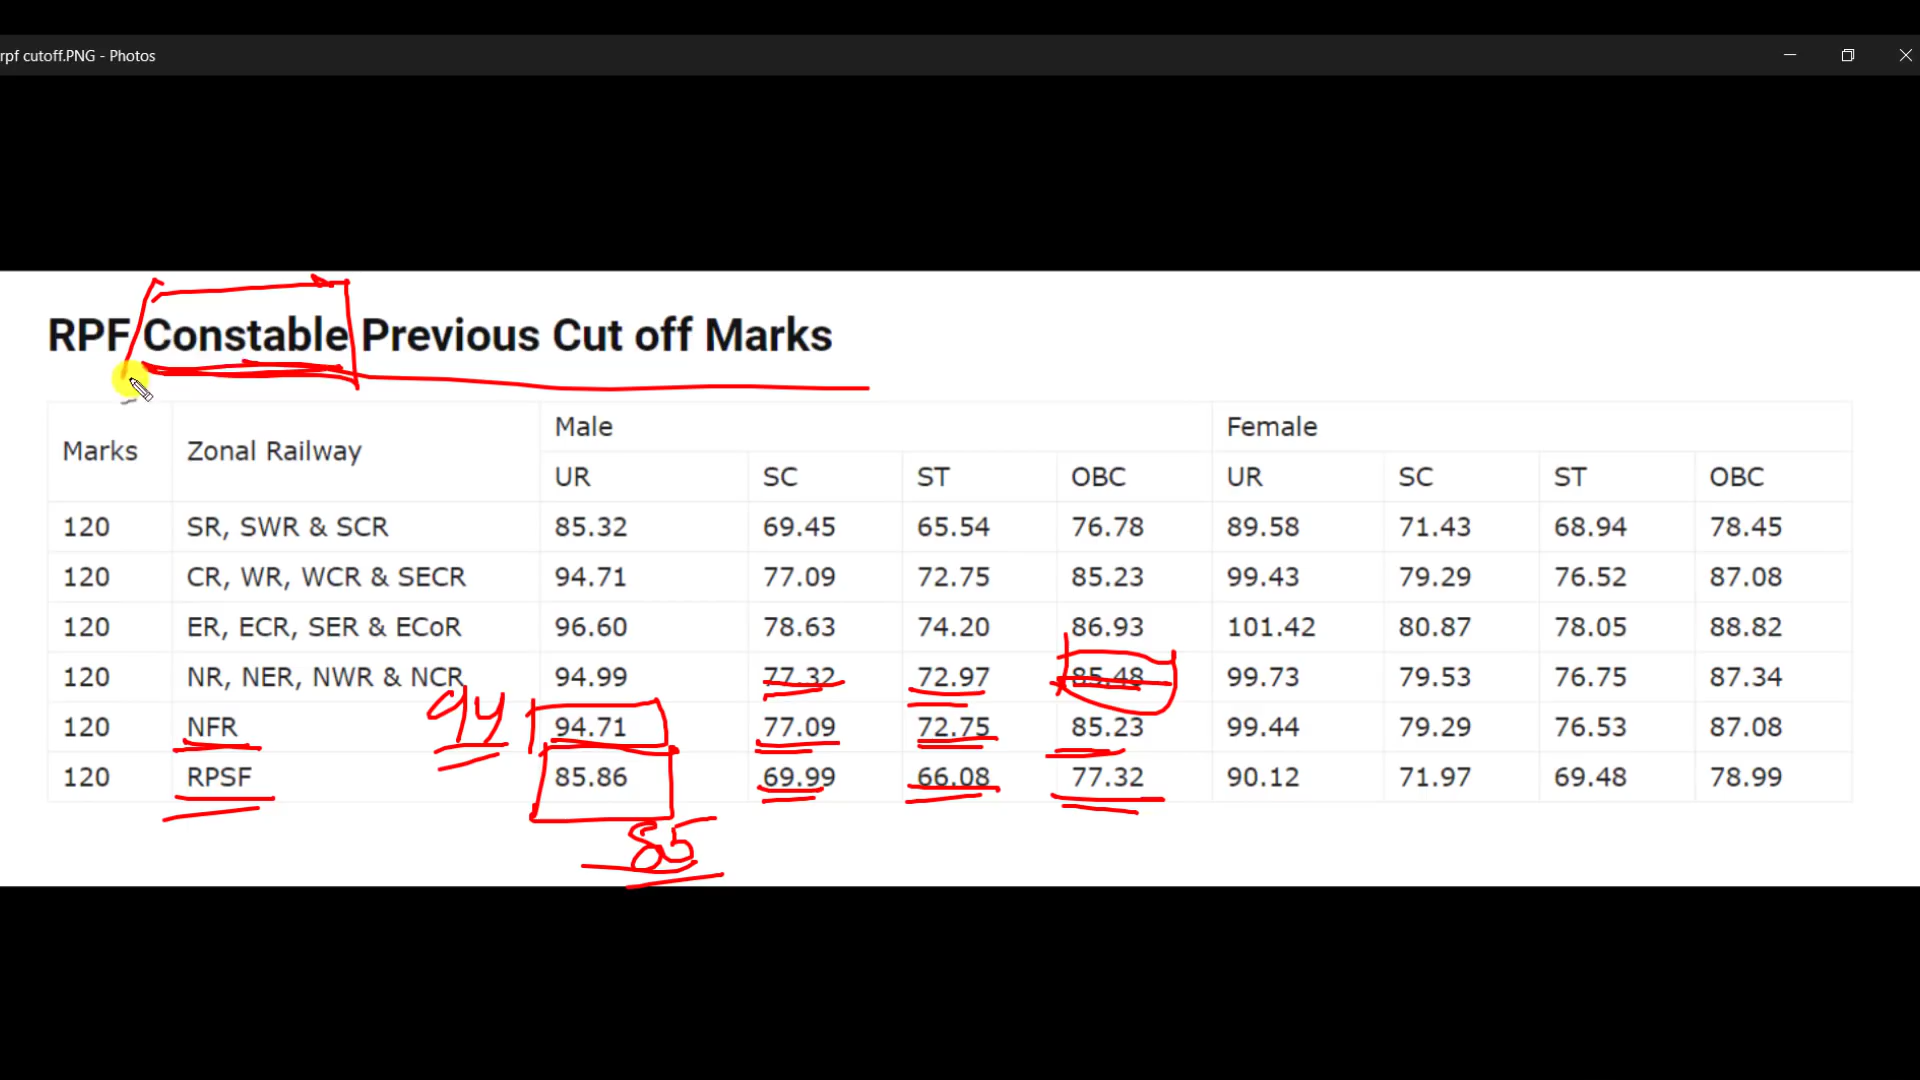 rpf cutoff.PNG - Photos
RPF Constable Previous Cut off Marks
Marks Zonal Railway Male Female
UR SC ST OBC UR SC ST OBC
120 SR, SWR & SCR 85.32 69.45 65.54 76.78 89.58 71.43 68.94 78.45
120 CR, WR, WCR & SECR 94.71 77.09 72.75 85.23 99.43 79.29 76.52 87.08
120 ER, ECR, SER & ECoR 96.60 78.63 74.20 86.93 101.42 80.87 78.05 88.82
120 NR, NER, NWR & NCR 94.99 77.32 72.97 85.48 99.73 79.53 76.75 87.34
94
120 NFR 94.71 77.09 72.75 85.23 99.44 79.29 76.53 87.08
120 RPSF 85.86 69.99 66.08 77.32 90.12 71.97 69.48 78.99
85